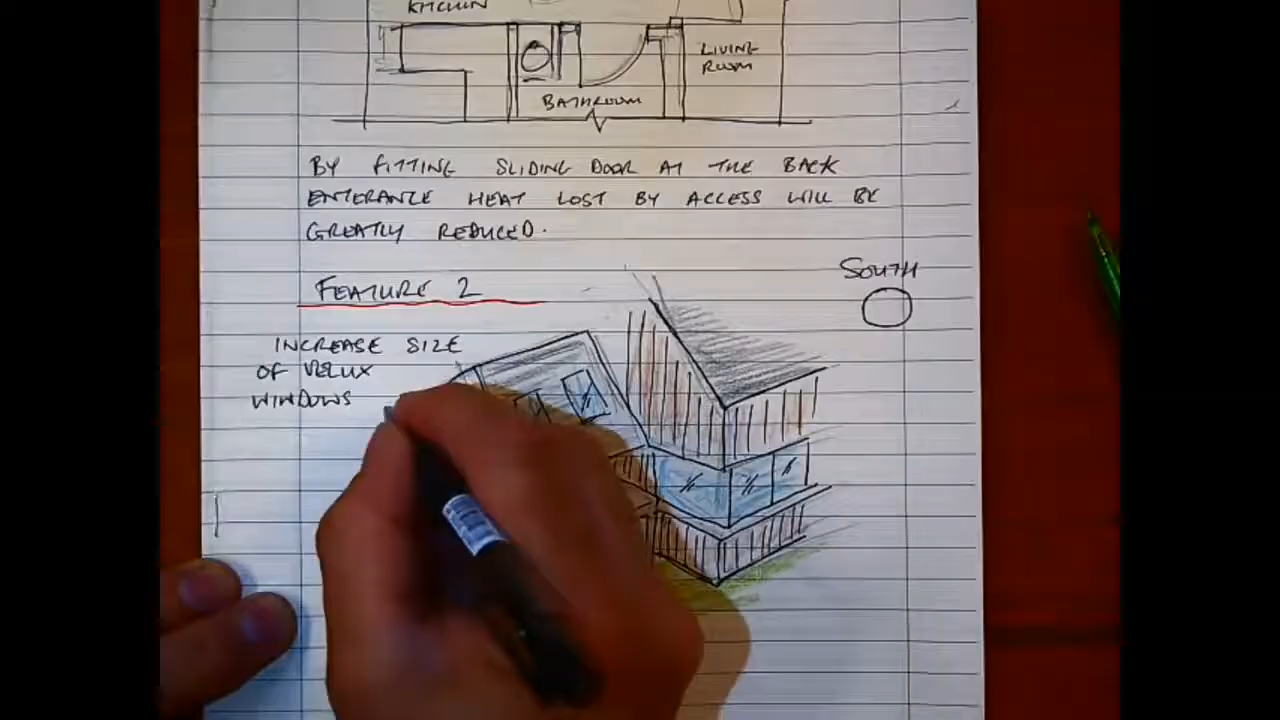 KITCHEN
LIVING
ROOM
BATHROOM
BY FITTING SLIDING DOOR AT THE BACK
ENTERANCE HEAT LOST BY ACCESS WILL BE
GREATLY REDUCED.
SOUTH
FEATURE 2
INCREASE SIZE
OF VELUX
WINDOWS